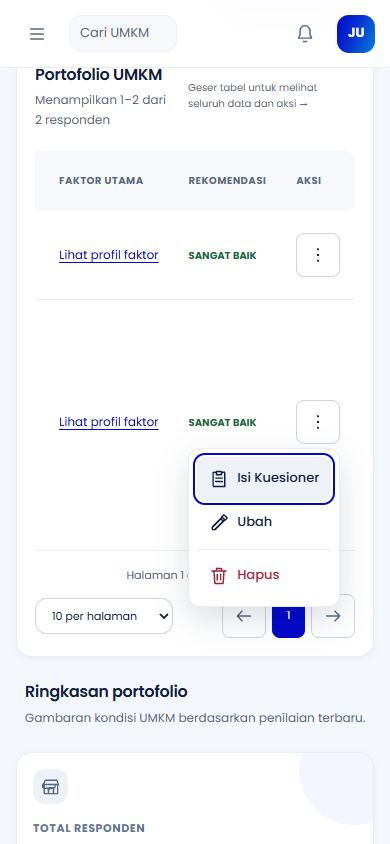 Cari UMKM
JU
Portofolio UMKM
Menampilkan 1–2 dari
2 responden
Geser tabel untuk melihat
seluruh data dan aksi →
FAKTOR UTAMA
REKOMENDASI
AKSI
Lihat profil faktor
SANGAT BAIK
Lihat profil faktor
SANGAT BAIK
Isi Kuesioner
Ubah
Hapus
Halaman 1
10 per halaman
1
Ringkasan portofolio
Gambaran kondisi UMKM berdasarkan penilaian terbaru.
TOTAL RESPONDEN